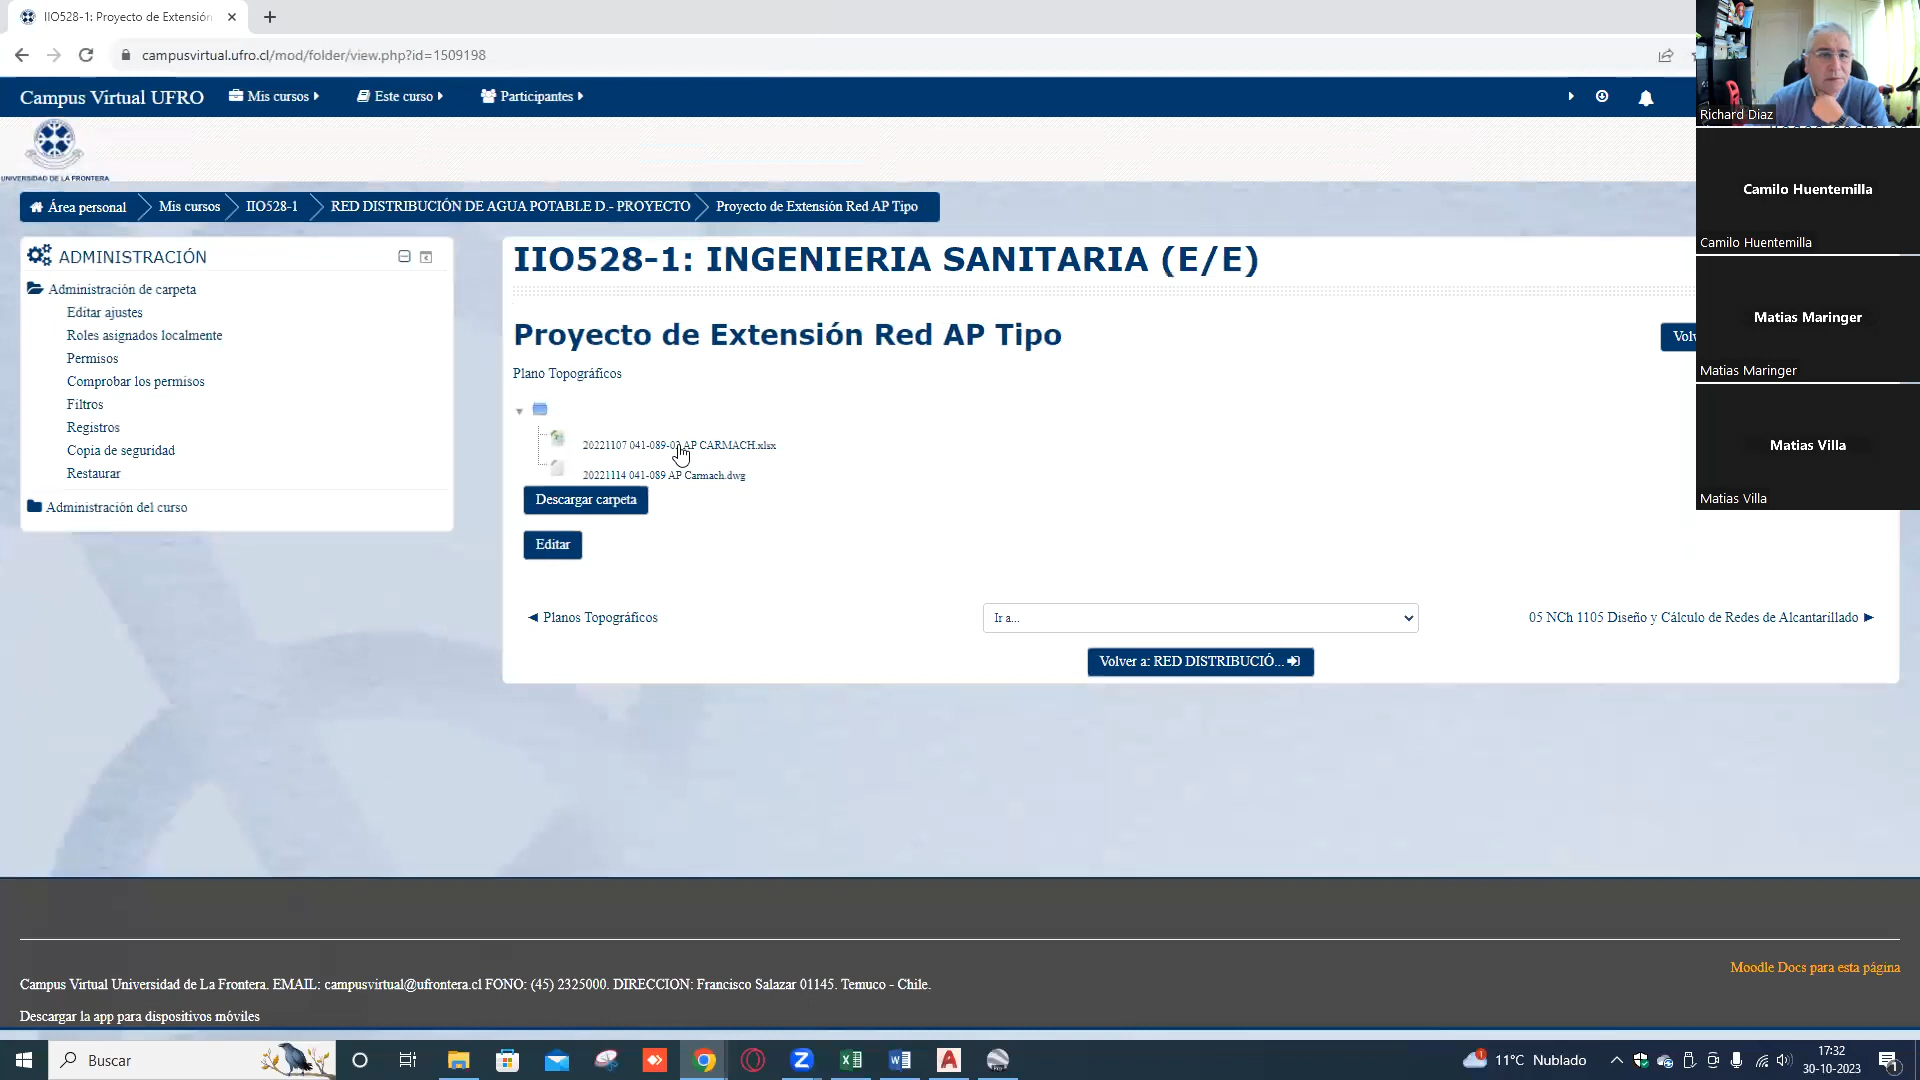 IIO528-1: Proyecto de Extensión
campusvirtual.ufro.cl/mod/folder/view.php?id=1509198
Campus Virtual UFRO
Mis cursos
Este curso
Participantes
UNIVERSIDAD DE LA FRONTERA
Área personal
Mis cursos
IIO528-1
RED DISTRIBUCIÓN DE AGUA POTABLE D.- PROYECTO
Proyecto de Extensión Red AP Tipo
ADMINISTRACIÓN
Administración de carpeta
Editar ajustes
Roles asignados localmente
Permisos
Comprobar los permisos
Filtros
Registros
Copia de seguridad
Restaurar
Administración del curso
IIO528-1: INGENIERIA SANITARIA (E/E)
Proyecto de Extensión Red AP Tipo
Plano Topográficos
20221107 041-089-02 AP CARMACH.xlsx
20221114 041-089 AP Carmach.dwg
Descargar carpeta
Editar
◄ Planos Topográficos
Ir a...
05 NCh 1105 Diseño y Cálculo de Redes de Alcantarillado ►
Volver a: RED DISTRIBUCIÓ...
Richard Diaz
Camilo Huentemilla
Camilo Huentemilla
Matias Maringer
Matias Maringer
Matias Villa
Matias Villa
Moodle Docs para esta página
Campus Virtual Universidad de La Frontera. EMAIL: campusvirtual@ufrontera.cl FONO: (45) 2325000. DIRECCION: Francisco Salazar 01145. Temuco - Chile.
Descargar la app para dispositivos móviles
Buscar
11°C Nublado
17:32
30-10-2023